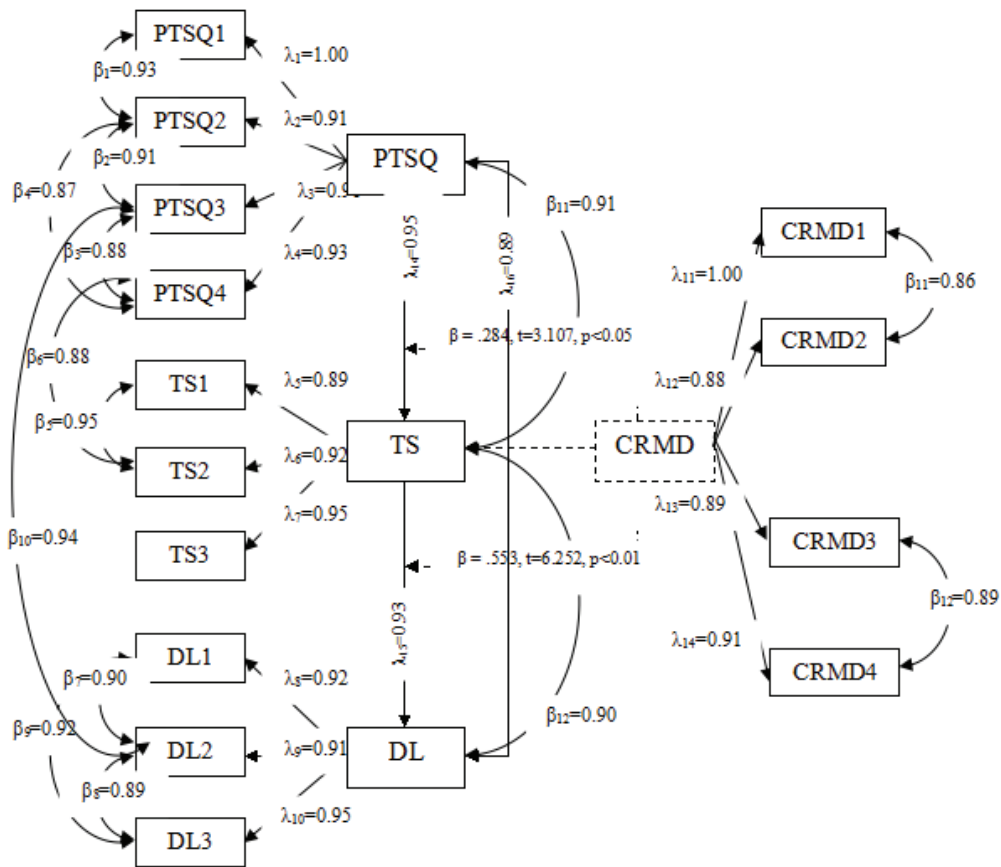 PTSQ1
λ1=1.00
β1=0.93
PTSQ2
λ2=0.91
β2=0.91
PTSQ
β4=0.87
λ3=0.9
PTSQ3
β11=0.91
CRMD1
λ14=0.95
λ16=0.89
β3=0.88
λ4=0.93
λ11=1.00
β11=0.86
PTSQ4
β = .284, t=3.107, p<0.05
CRMD2
β6=0.88
TS1
λ5=0.89
λ12=0.88
β5=0.95
TS2
λ6=0.92
TS
CRMD
λ7=0.95
λ13=0.89
β10=0.94
TS3
CRMD3
β = .553, t=6.252, p<0.01
β12=0.89
λ15=0.93
DL1
λ8=0.92
λ14=0.91
CRMD4
β7=0.90
β12=0.90
β9=0.92
DL2
λ9=0.91
DL
β8=0.89
λ10=0.95
DL3